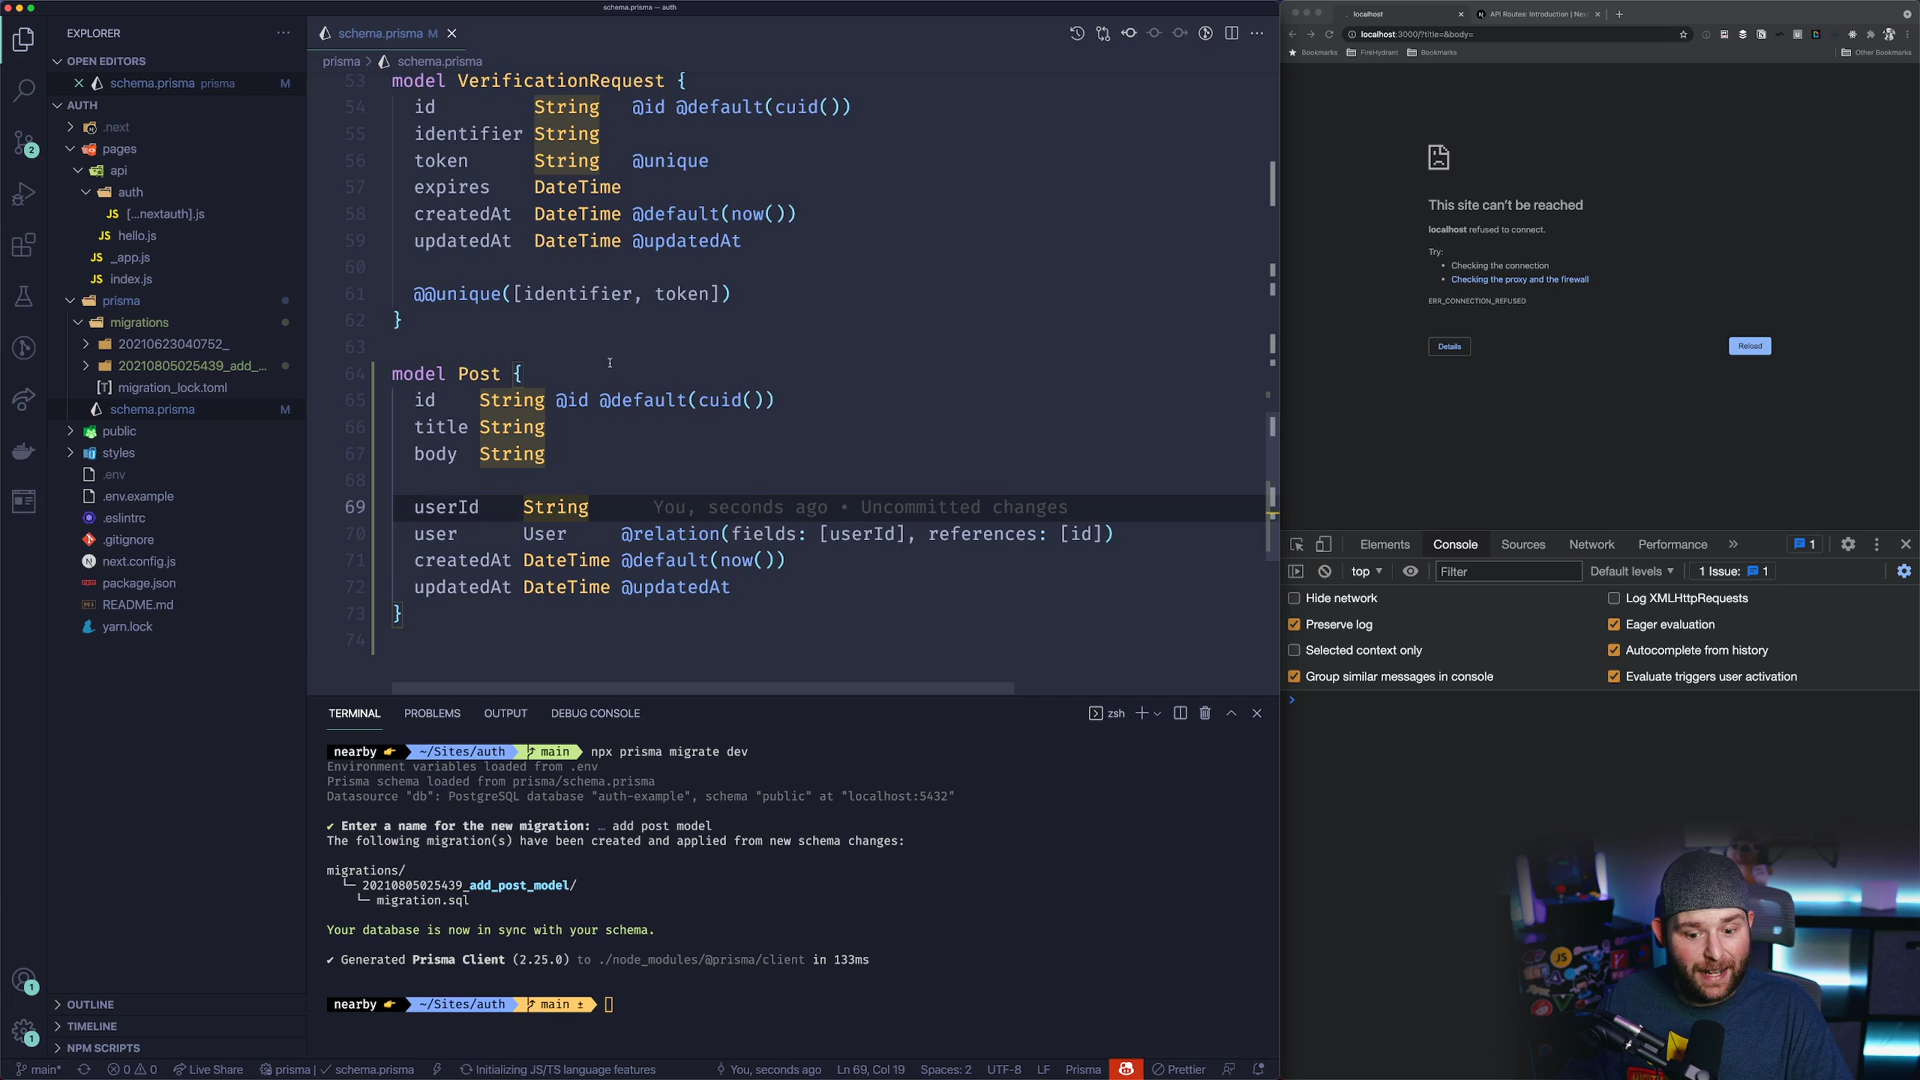 schema.prisma — auth
EXPLORER
OPEN EDITORS
schema.prisma prisma M
AUTH
.next
pages
api
auth
JS [...nextauth].js
JS hello.js
JS _app.js
JS index.js
prisma
migrations
20210623040752_
20210805025439_add_...
migration_lock.toml
schema.prisma M
public
styles
.env
.env.example
.eslintrc
.gitignore
next.config.js
package.json
README.md
yarn.lock
OUTLINE
TIMELINE
NPM SCRIPTS
schema.prisma M
prisma > schema.prisma
53 model VerificationRequest {
54 id String @id @default(cuid())
55 identifier String
56 token String @unique
57 expires DateTime
58 createdAt DateTime @default(now())
59 updatedAt DateTime @updatedAt
60
61 @@unique([identifier, token])
62 }
63
64 model Post {
65 id String @id @default(cuid())
66 title String
67 body String
68
69 userId String You, seconds ago • Uncommitted changes
70 user User @relation(fields: [userId], references: [id])
71 createdAt DateTime @default(now())
72 updatedAt DateTime @updatedAt
73 }
74
TERMINAL PROBLEMS OUTPUT DEBUG CONSOLE zsh
nearby 👉 ~/Sites/auth main npx prisma migrate dev
Environment variables loaded from .env
Prisma schema loaded from prisma/schema.prisma
Datasource "db": PostgreSQL database "auth-example", schema "public" at "localhost:5432"
✔ Enter a name for the new migration: … add post model
The following migration(s) have been created and applied from new schema changes:
migrations/
└─ 20210805025439_add_post_model/
└─ migration.sql
Your database is now in sync with your schema.
✔ Generated Prisma Client (2.25.0) to ./node_modules/@prisma/client in 133ms
nearby 👉 ~/Sites/auth main ±
main* 0 0 Live Share prisma | ✓ schema.prisma Initializing JS/TS language features You, seconds ago Ln 69, Col 19 Spaces: 2 UTF-8 LF Prisma Prettier
2
1
1
localhost API Routes: Introduction | Nex
localhost:3000/?title=&body=
Bookmarks FireHydrant Bookmarks Other Bookmarks
This site can't be reached
localhost refused to connect.
Try:
• Checking the connection
• Checking the proxy and the firewall
ERR_CONNECTION_REFUSED
Details Reload
Elements Console Sources Network Performance » 1
top Filter Default levels 1 Issue: 1
Hide network Log XMLHttpRequests
Preserve log Eager evaluation
Selected context only Autocomplete from history
Group similar messages in console Evaluate triggers user activation